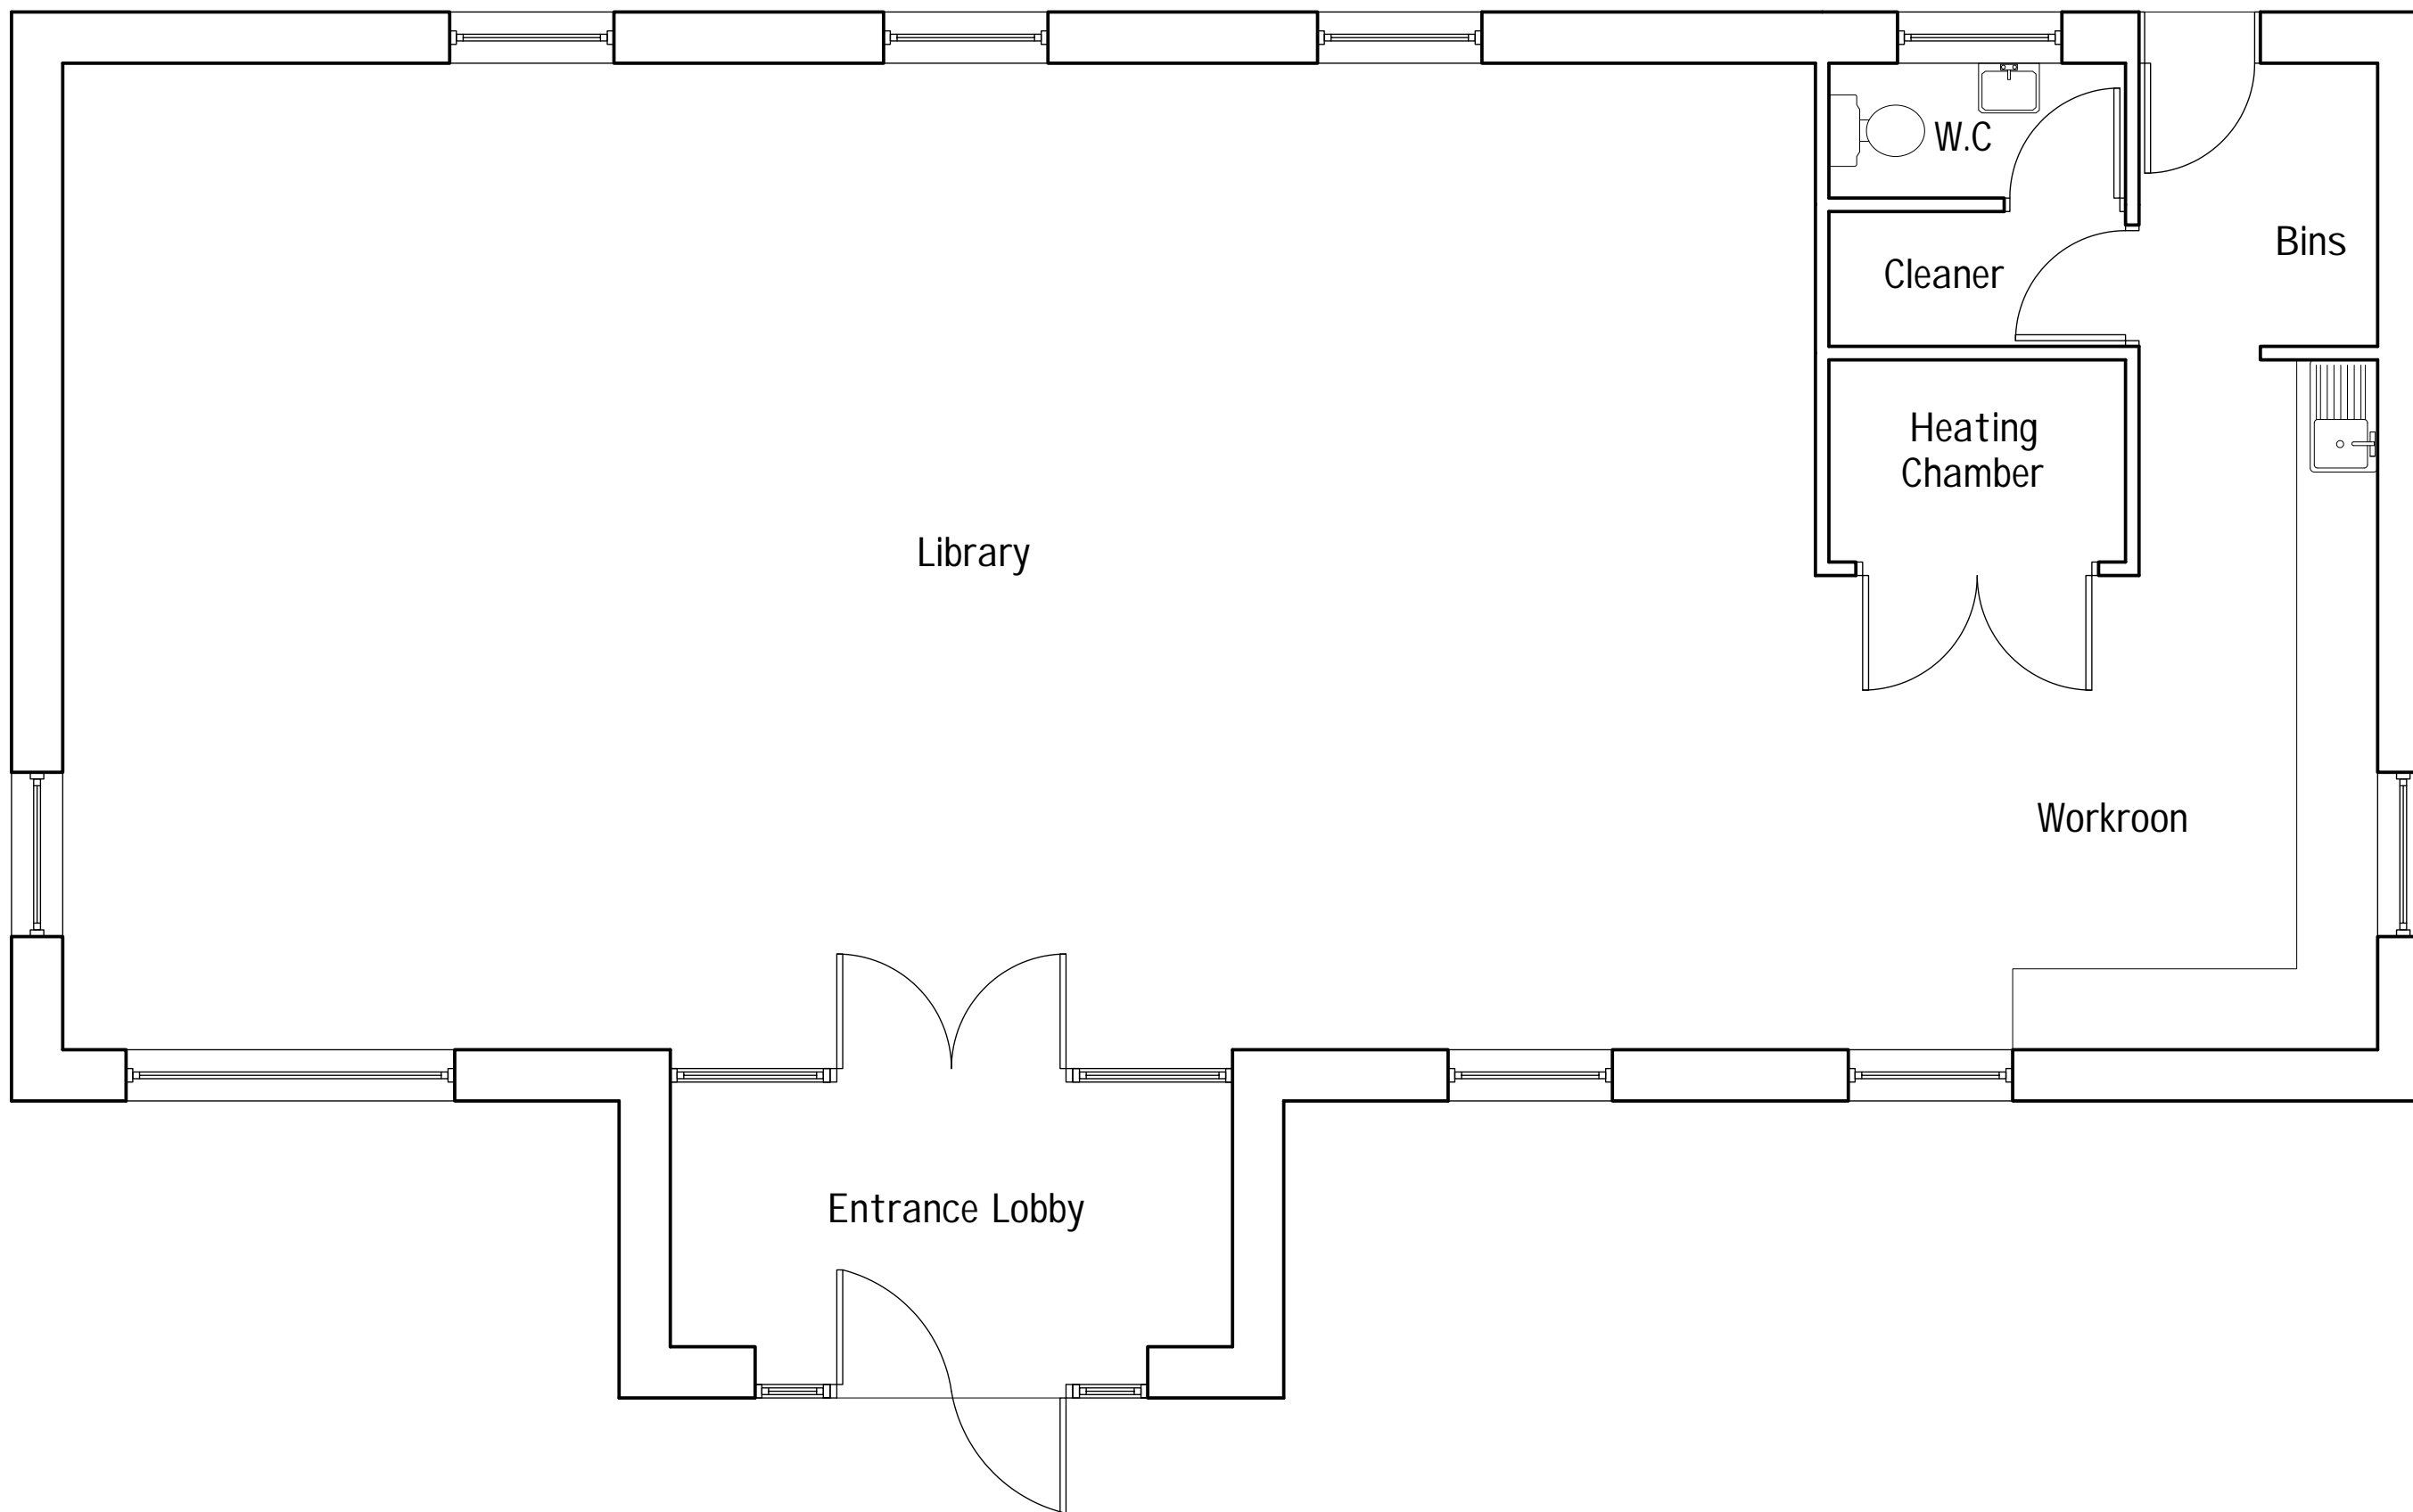 W.C
Bins
Cleaner
Heating
Chamber
Library
Workroon
Entrance Lobby